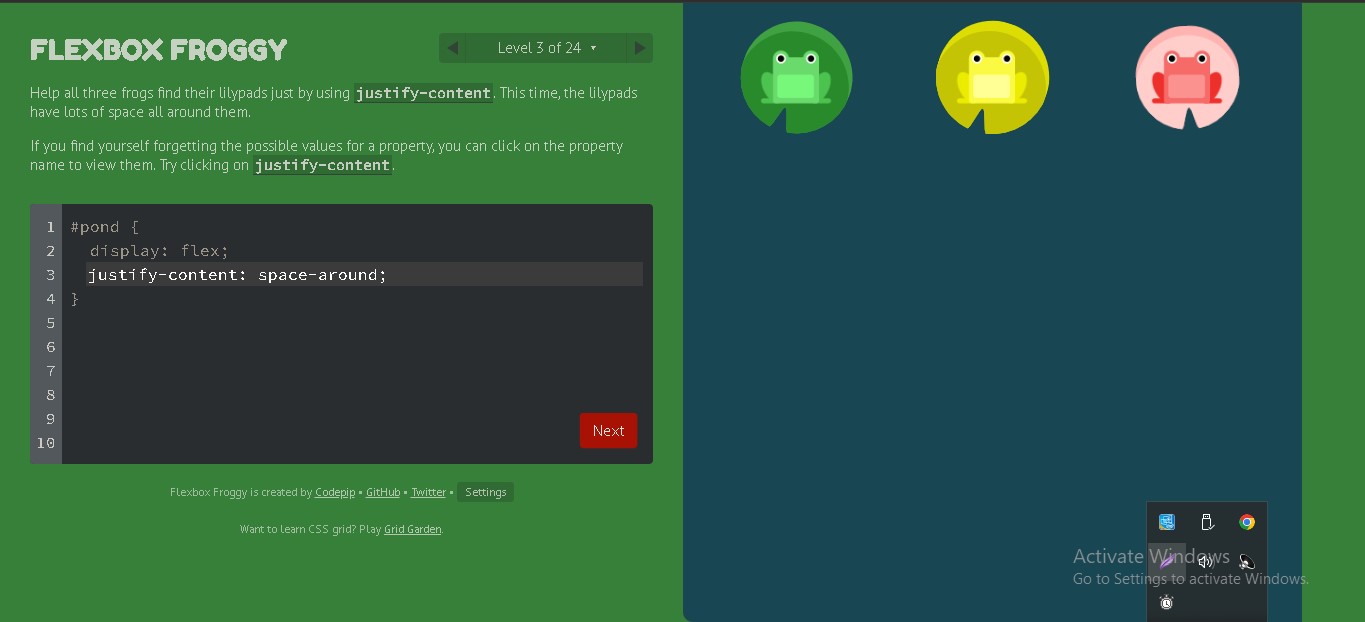 FLEXBOX FROGGY
Level 3 of 24
Help all three frogs find their lilypads just by using justify-content. This time, the lilypads
have lots of space all around them.
If you find yourself forgetting the possible values for a property, you can click on the property
name to view them. Try clicking on justify-content.
1 #pond {
2 display: flex;
3 justify-content: space-around;
4 }
5
6
7
8
9
10
Next
Flexbox Froggy is created by Codepip • GitHub • Twitter • Settings
Want to learn CSS grid? Play Grid Garden.
Activate Windows
Go to Settings to activate Windows.